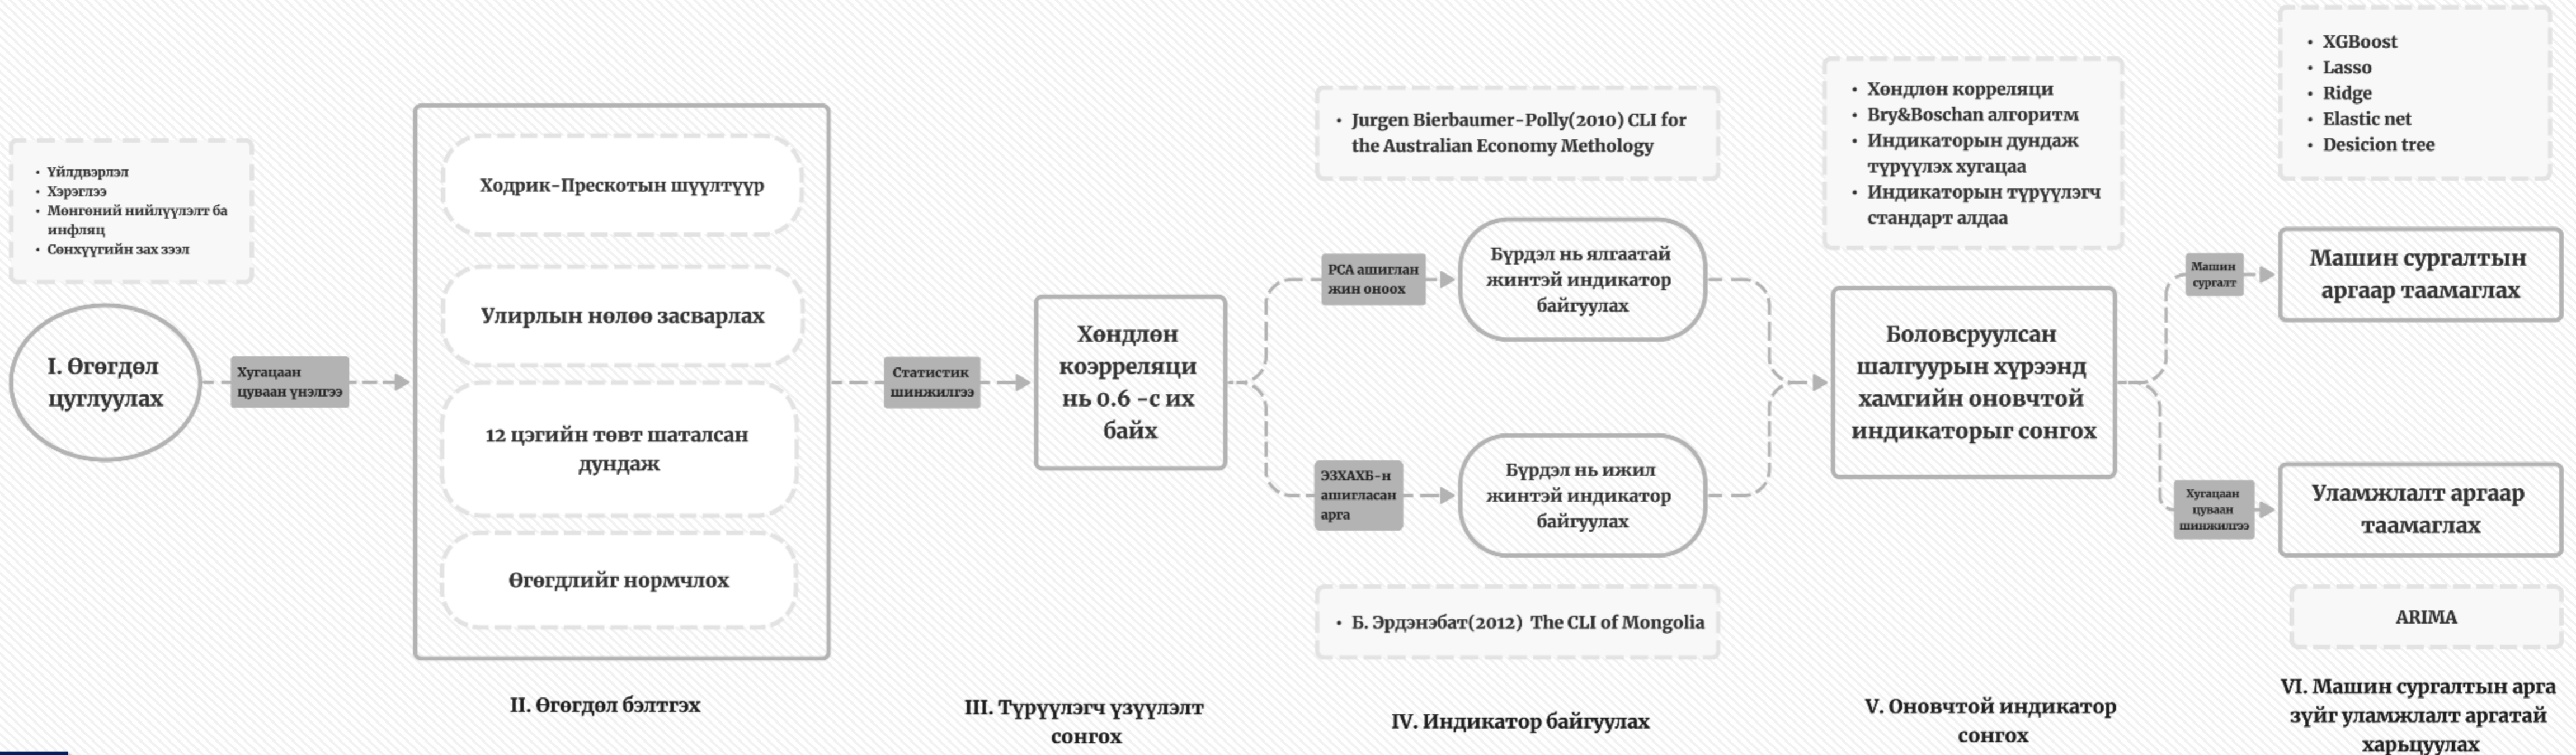 • Үйлдвэрлэл
• Хэрэглээ
• Мөнгөний нийлүүлэлт ба
инфляц
• Сөнхүүгийн зах зээл
I. Өгөгдөл
цуглуулах
Хугацаан
цуваан үнэлгээ
Ходрик-Прескотын шүүлтүүр
Улирлын нөлөө засварлах
12 цэгийн төвт шаталсан
дундаж
Өгөгдлийг нормчлох
II. Өгөгдөл бэлтгэх
Статистик
шинжилгээ
Хөндлөн
коэрреляци
нь 0.6 -с их
байх
III. Түрүүлэгч үзүүлэлт
сонгох
• Jurgen Bierbaumer-Polly(2010) CLI for
the Australian Economy Methology
PCA ашиглан
жин оноох
Бүрдэл нь ялгаатай
жинтэй индикатор
байгуулах
ЭЗХАХБ-н
ашигласан
арга
Бүрдэл нь ижил
жинтэй индикатор
байгуулах
• Б. Эрдэнэбат(2012) The CLI of Mongolia
IV. Индикатор байгуулах
• Хөндлөн корреляци
• Bry&Boschan алгоритм
• Индикаторын дундаж
түрүүлэх хугацаа
• Индикаторын түрүүлэгч
стандарт алдаа
Боловсруулсан
шалгуурын хүрээнд
хамгийн оновчтой
индикаторыг сонгох
V. Оновчтой индикатор
сонгох
• XGBoost
• Lasso
• Ridge
• Elastic net
• Desicion tree
Машин
сургалт
Машин сургалтын
аргаар таамаглах
Хугацаан
цуваан
шинжилгээ
Уламжлалт аргаар
таамаглах
ARIMA
VI. Машин сургалтын арга
зүйг уламжлалт аргатай
харьцуулах